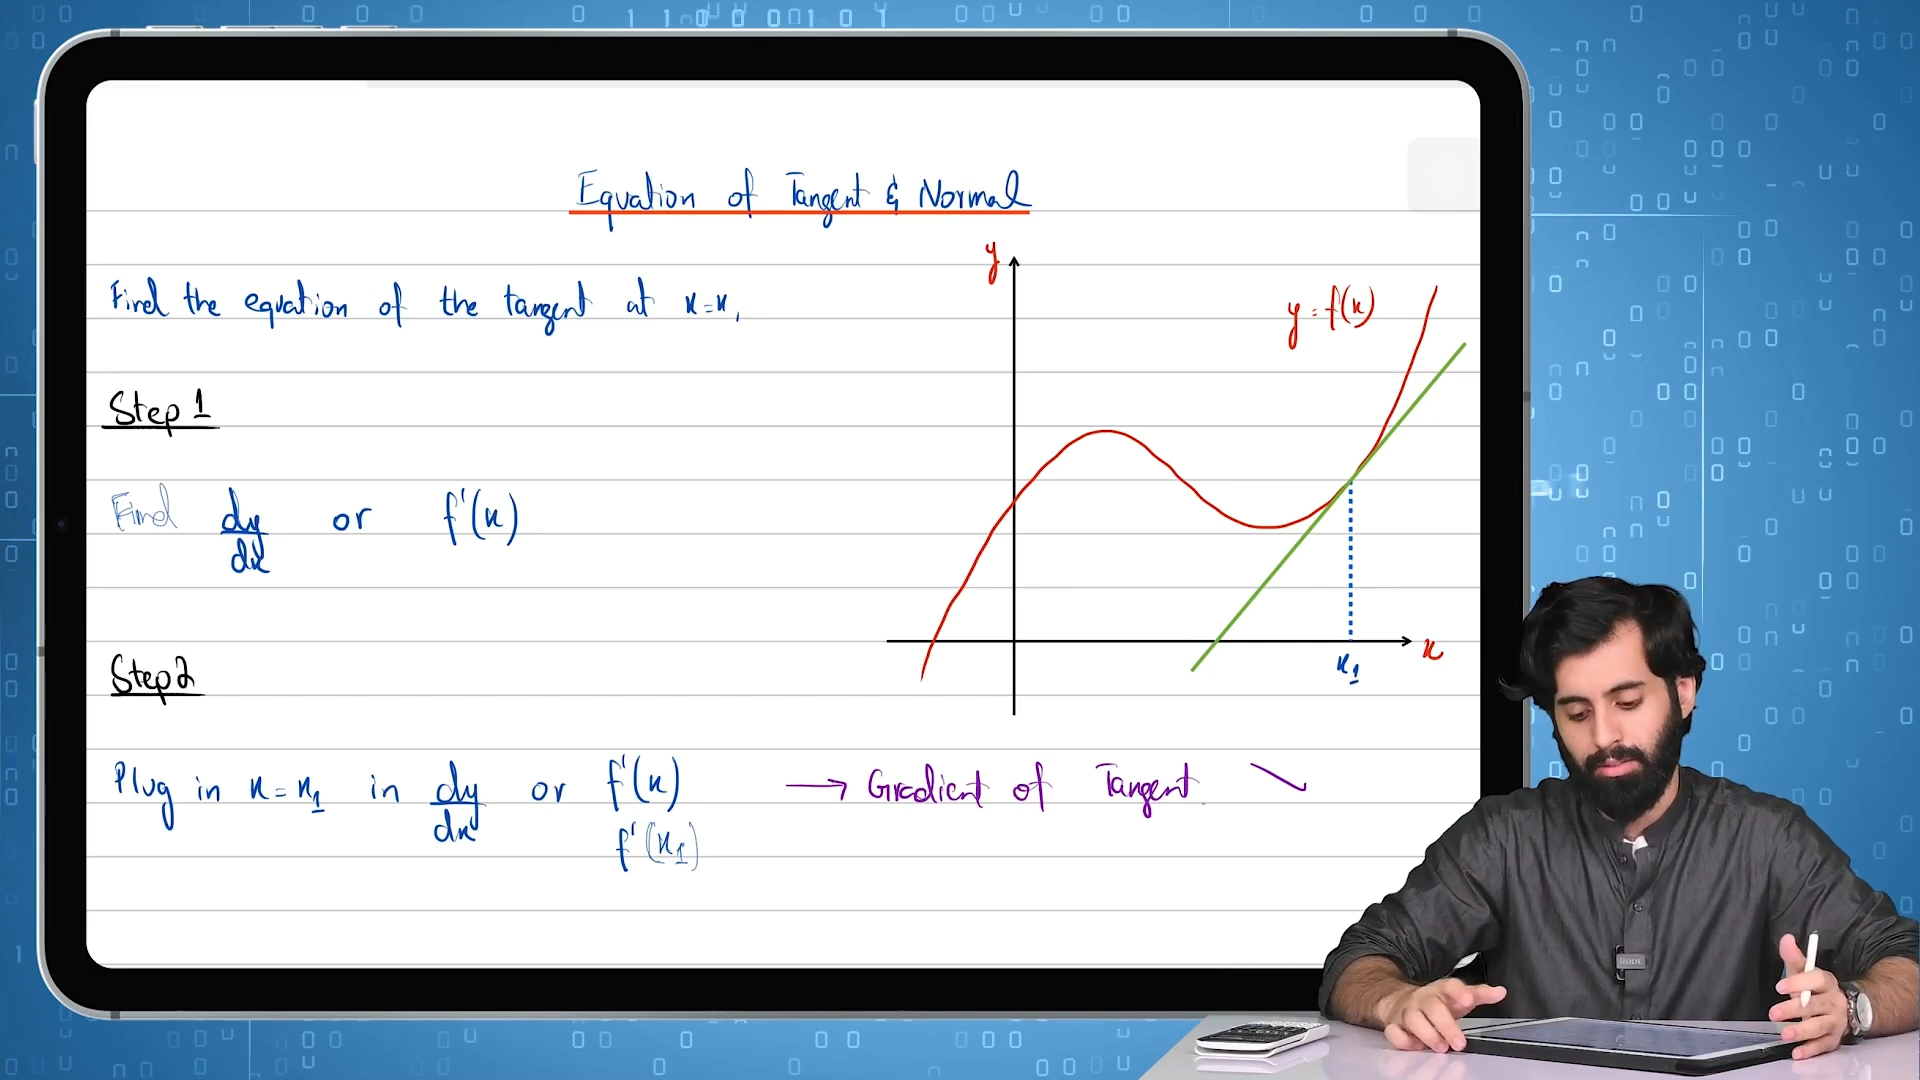 Equation of Tangent & Normal
Find the equation of the tangent at x = x₁
y
y = f(x)
Step 1
Find dy/dx or f'(x)
x
x₁
Step 2
Plug in x = x₁ in dy/dx or f'(x) → Gradient of Tangent
f'(x₁)
RODE